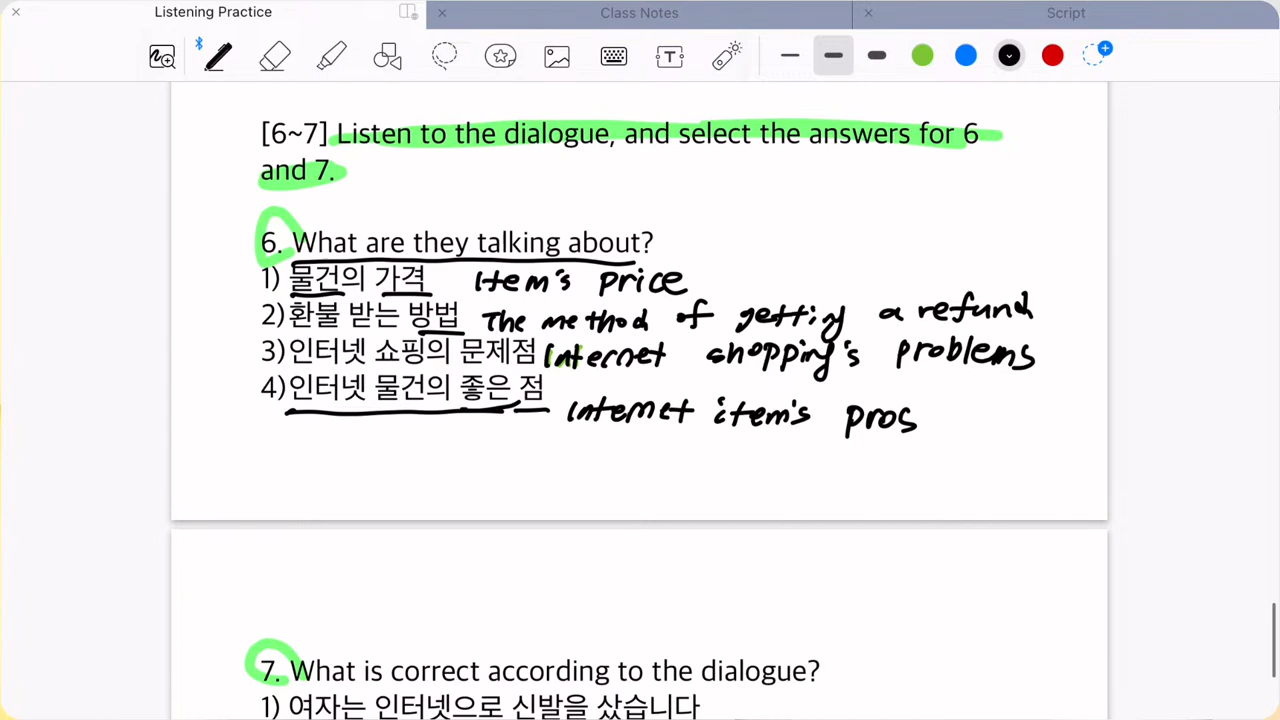 Listening Practice
Class Notes
Script
[6~7] Listen to the dialogue, and select the answers for 6
and 7.
6. What are they talking about?
1) 물건의 가격 Item's price
2)환불 받는 방법 The method of getting a refund
3)인터넷 쇼핑의 문제점 Internet shopping's problems
4)인터넷 물건의 좋은 점
Internet item's pros
7. What is correct according to the dialogue?
1) 여자는 인터넷으로 신발을 샀습니다